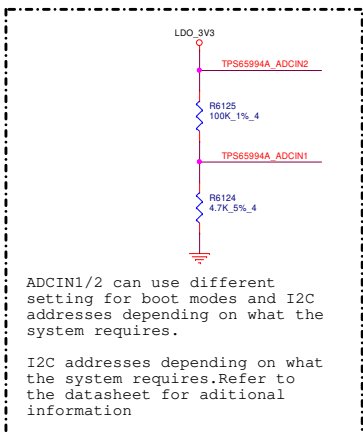 LDO_3V3
TPS65994A_ADCIN2
R6125
100K_1%_4
TPS65994A_ADCIN1
R6124
4.7K_5%_4
ADCIN1/2 can use different
setting for boot modes and I2C
addresses depending on what the
system requires.
I2C addresses depending on what
the system requires.Refer to
the datasheet for aditional
information